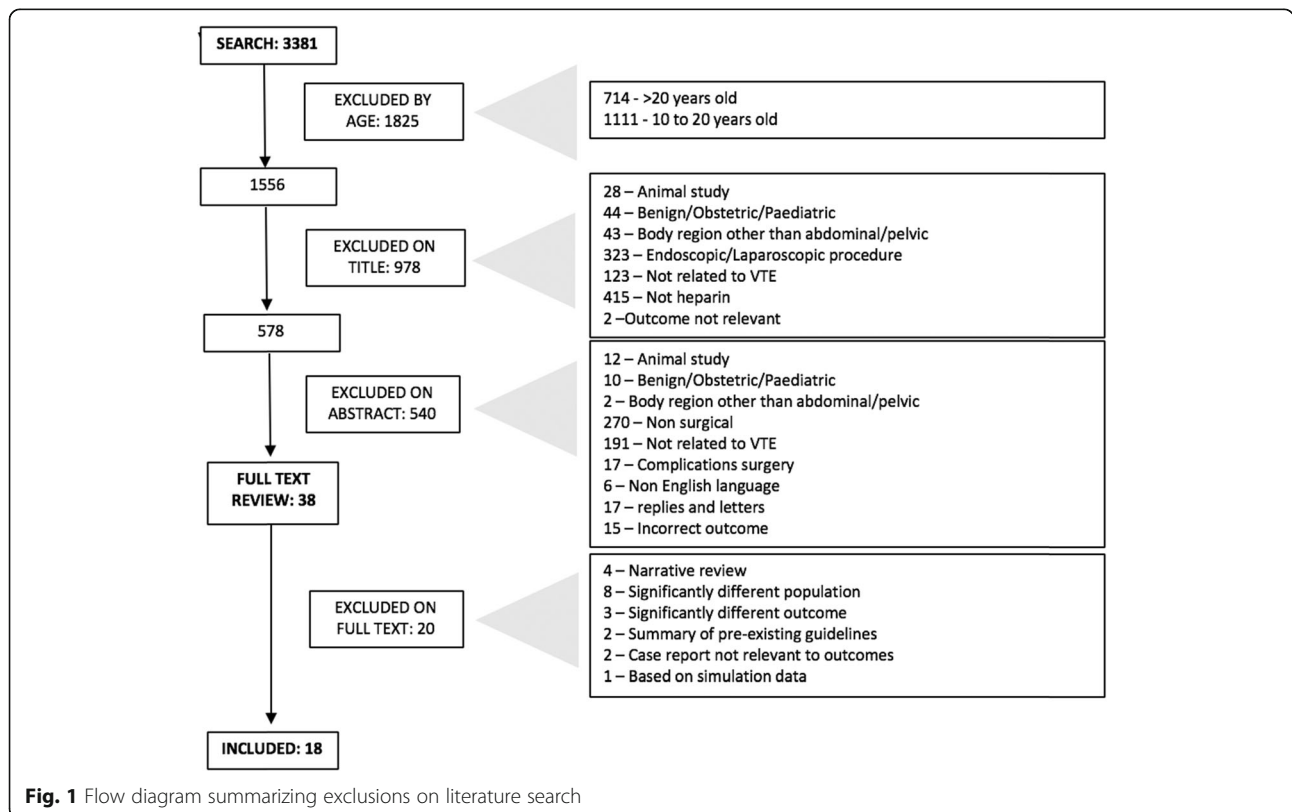 SEARCH: 3381
EXCLUDED BY
AGE: 1825
714 - >20 years old
1111 - 10 to 20 years old
1556
EXCLUDED ON
TITLE: 978
28 – Animal study
44 – Benign/Obstetric/Paediatric
43 – Body region other than abdominal/pelvic
323 – Endoscopic/Laparoscopic procedure
123 – Not related to VTE
415 – Not heparin
2 –Outcome not relevant
578
EXCLUDED ON
ABSTRACT: 540
12 – Animal study
10 – Benign/Obstetric/Paediatric
2 – Body region other than abdominal/pelvic
270 – Non surgical
191 – Not related to VTE
17 – Complications surgery
6 – Non English language
17 – replies and letters
15 – Incorrect outcome
FULL TEXT
REVIEW: 38
EXCLUDED ON
FULL TEXT: 20
4 – Narrative review
8 – Significantly different population
3 – Significantly different outcome
2 – Summary of pre-existing guidelines
2 – Case report not relevant to outcomes
1 – Based on simulation data
INCLUDED: 18
Fig. 1 Flow diagram summarizing exclusions on literature search